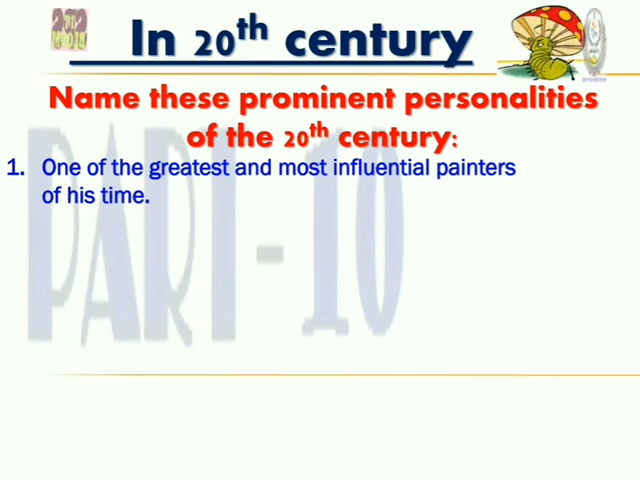 In 20th century
Name these prominent personalities
of the 20th century:
1. One of the greatest and most influential painters
of his time.
PART-10